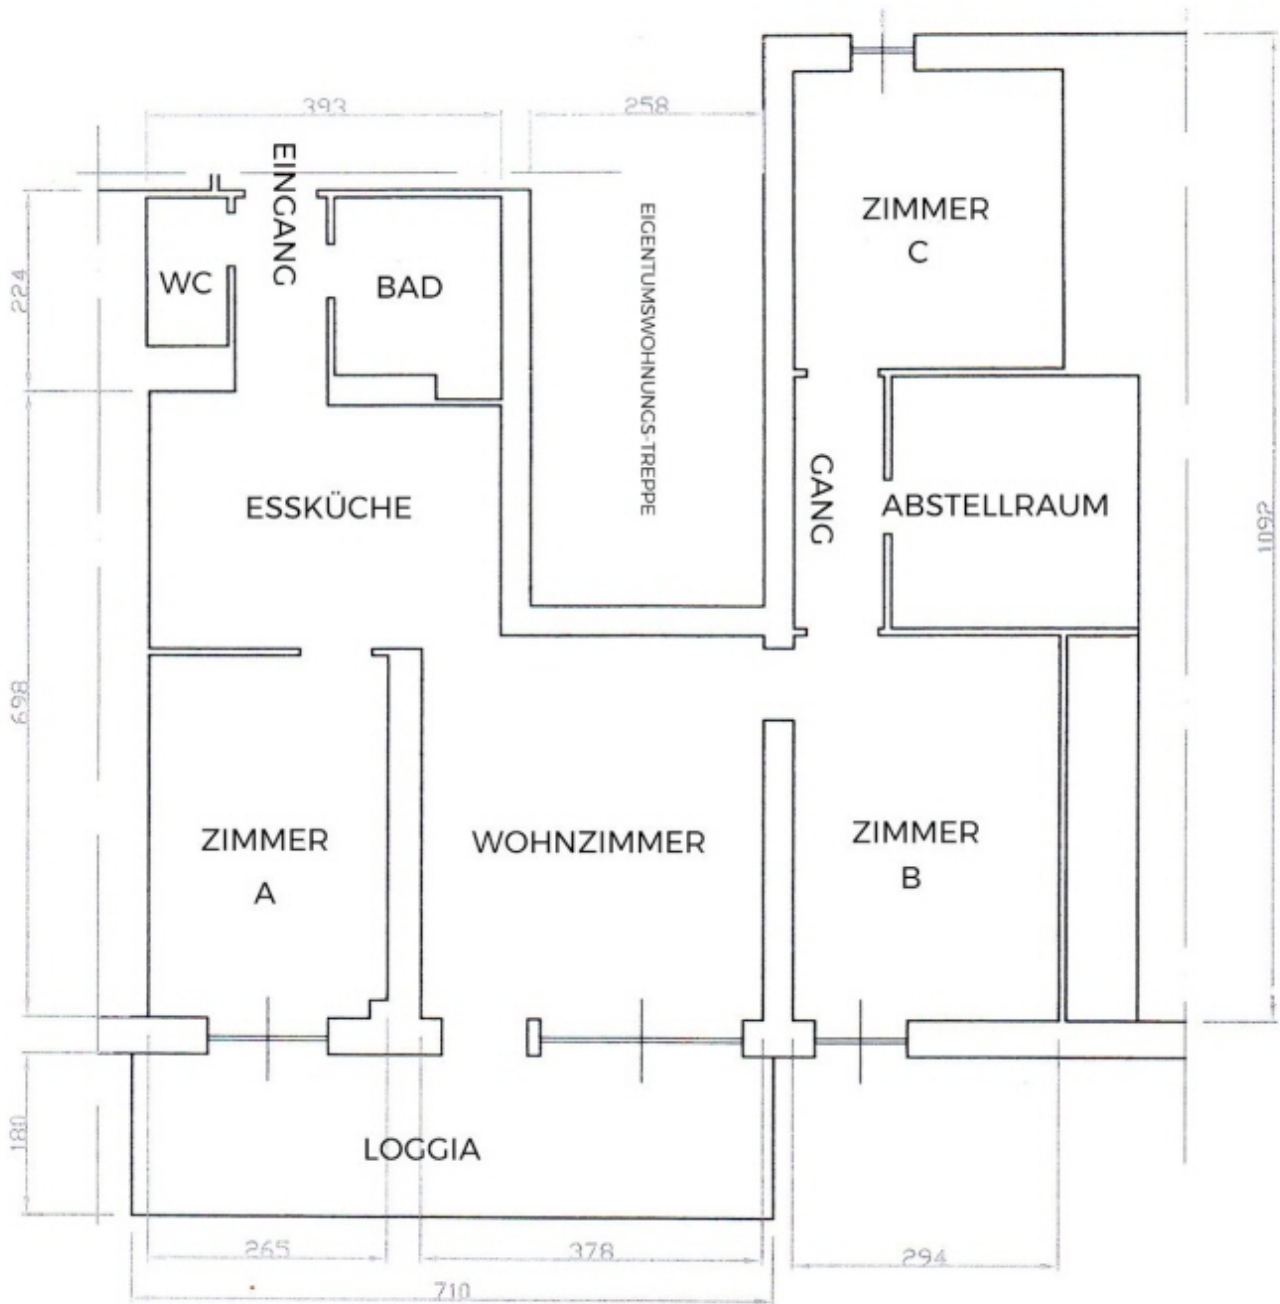 393
258
EINGANG
ZIMMER
C
WC
BAD
EIGENTUMSWOHNUNGS-TREPPE
224
ESSKÜCHE
GANG
ABSTELLRAUM
1092
698
ZIMMER
A
WOHNZIMMER
ZIMMER
B
180
LOGGIA
265
378
294
710